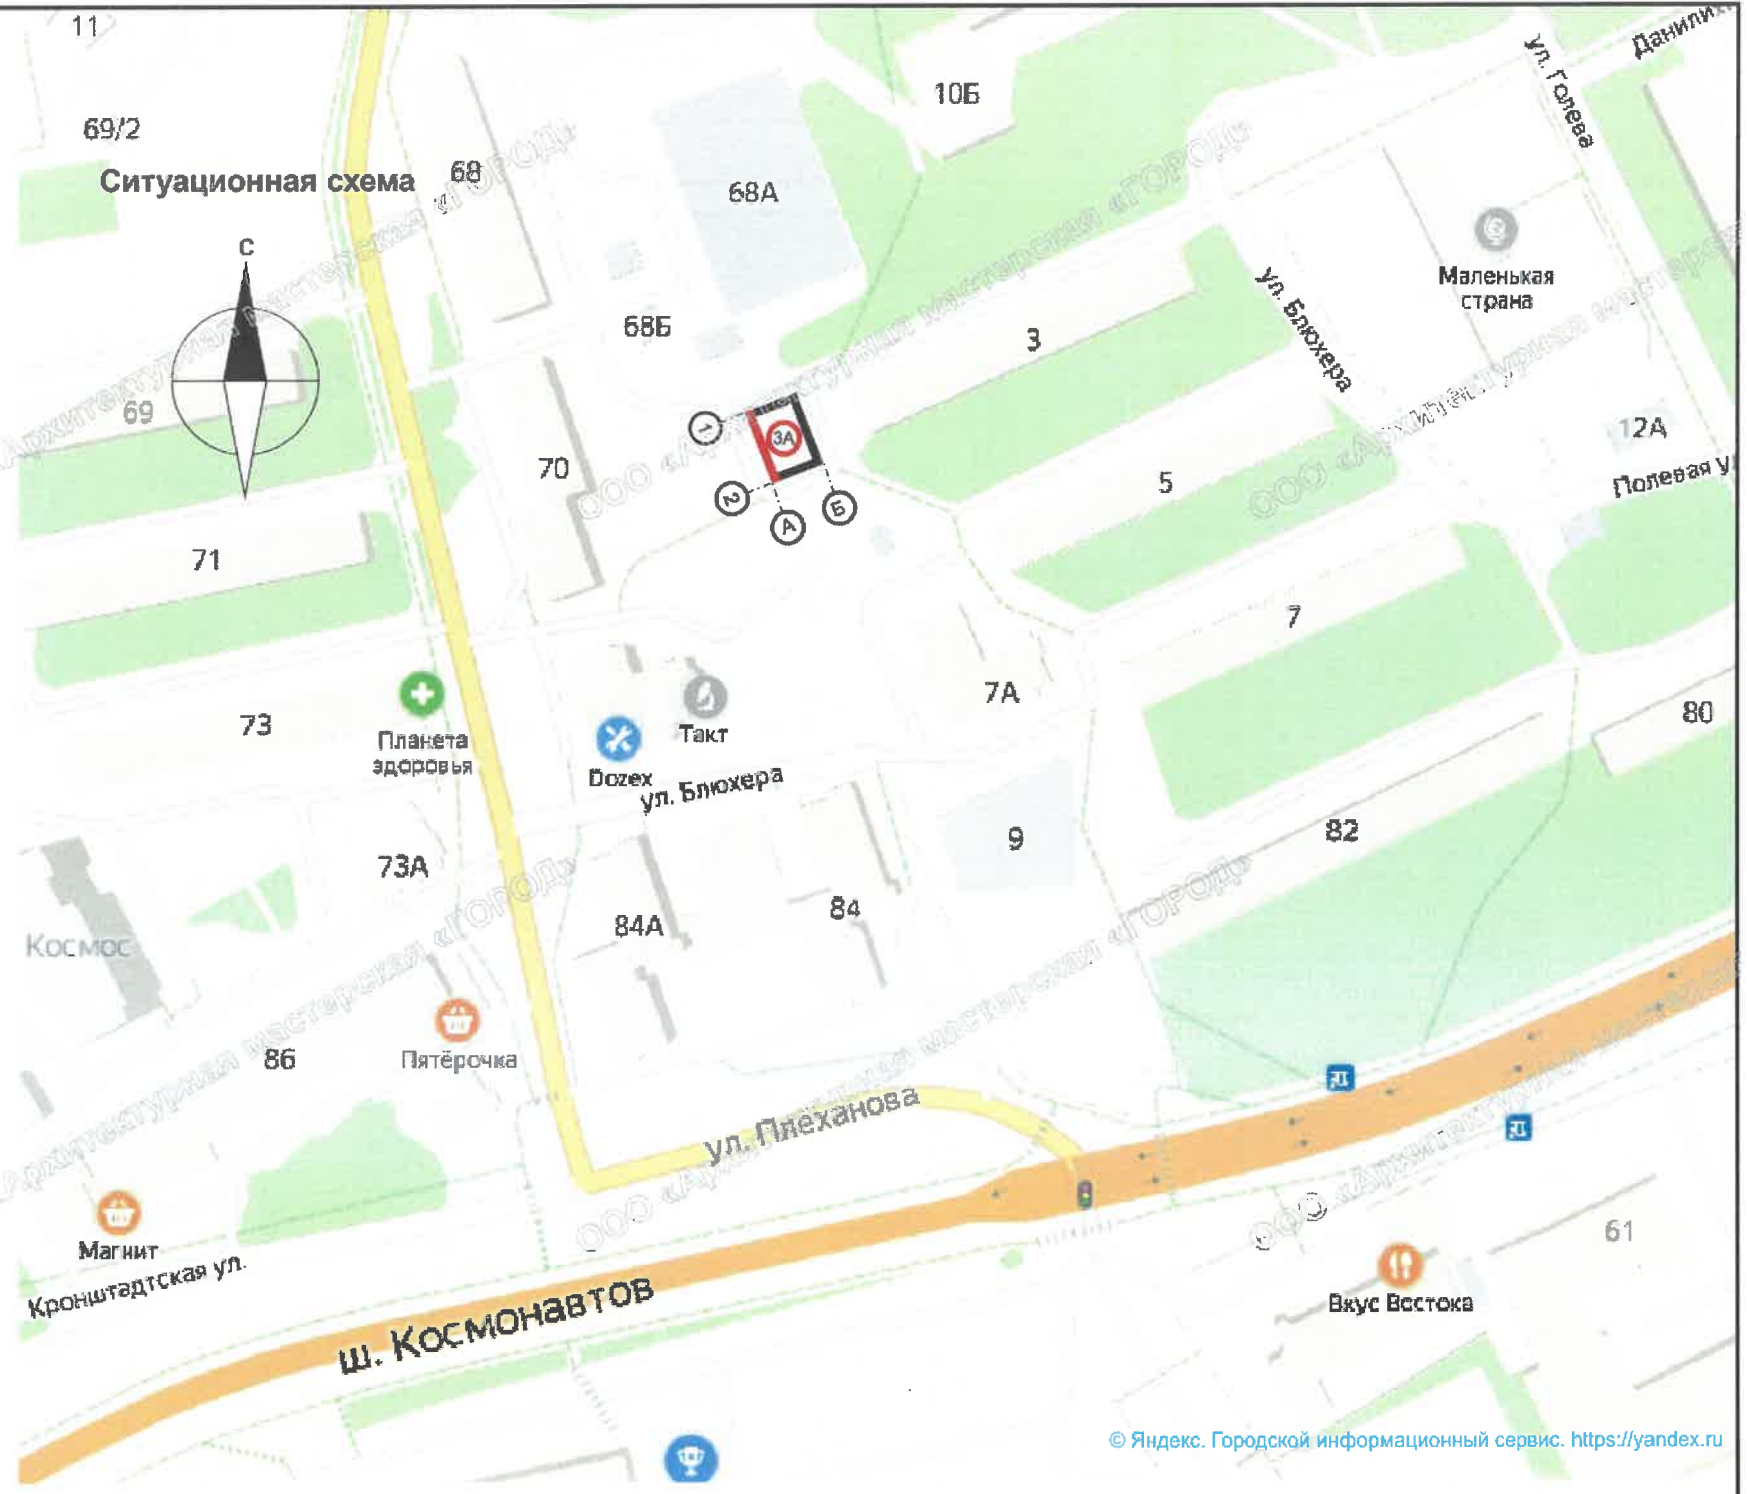 11
69/2
Ситуационная схема
68
68А
10Б
ул. Голева
С
68Б
3
ул. Блюхера
Маленькая
страна
69
1
3А
70
2
А
Б
5
12А
Полевая
71
7
7А
73
Планета
здоровья
Dozex
Такт
ул. Блюхера
80
82
9
73А
84А
84
Космос
86
Пятёрочка
ул. Плеханова
Магнит
Кронштадтская ул.
ш. Космонавтов
61
Вкус Востока
© Яндекс. Городской информационный сервис. https://yandex.ru
ООО «Архитектурная мастерская «ГОРОД»